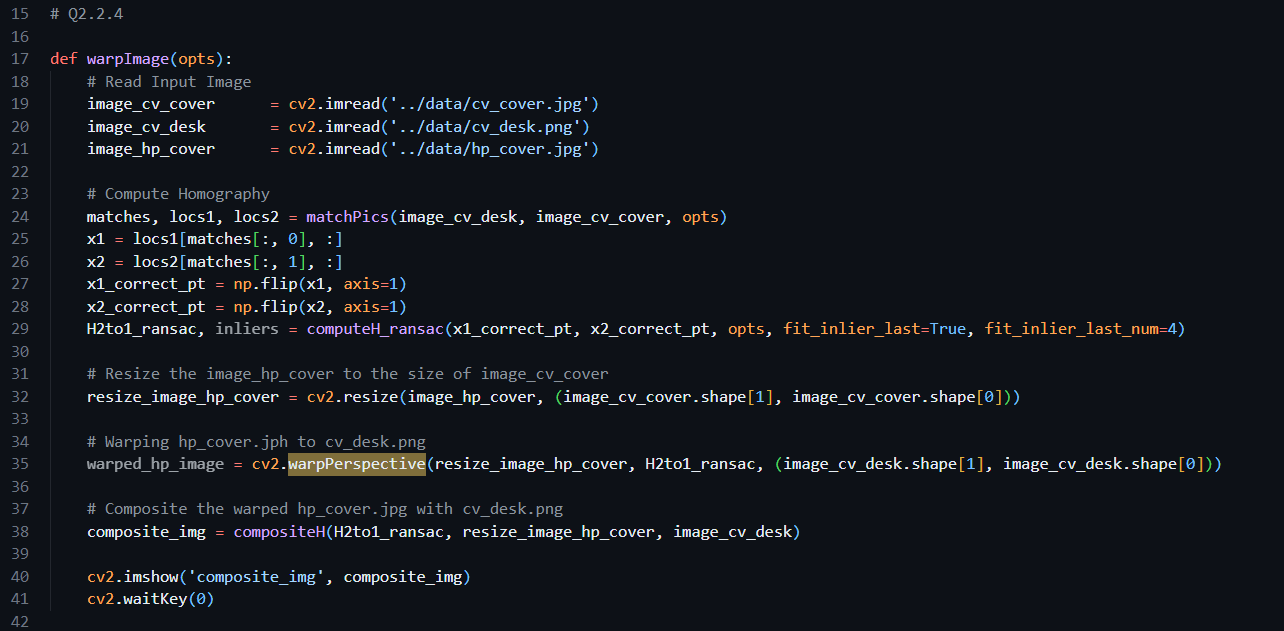 15 # Q2.2.4
16
17 def warpImage(opts):
18     # Read Input Image
19     image_cv_cover      = cv2.imread('../data/cv_cover.jpg')
20     image_cv_desk       = cv2.imread('../data/cv_desk.png')
21     image_hp_cover      = cv2.imread('../data/hp_cover.jpg')
22
23     # Compute Homography
24     matches, locs1, locs2 = matchPics(image_cv_desk, image_cv_cover, opts)
25     x1 = locs1[matches[:, 0], :]
26     x2 = locs2[matches[:, 1], :]
27     x1_correct_pt = np.flip(x1, axis=1)
28     x2_correct_pt = np.flip(x2, axis=1)
29     H2to1_ransac, inliers = computeH_ransac(x1_correct_pt, x2_correct_pt, opts, fit_inlier_last=True, fit_inlier_last_num=4)
30
31     # Resize the image_hp_cover to the size of image_cv_cover
32     resize_image_hp_cover = cv2.resize(image_hp_cover, (image_cv_cover.shape[1], image_cv_cover.shape[0]))
33
34     # Warping hp_cover.jph to cv_desk.png
35     warped_hp_image = cv2.warpPerspective(resize_image_hp_cover, H2to1_ransac, (image_cv_desk.shape[1], image_cv_desk.shape[0]))
36
37     # Composite the warped hp_cover.jpg with cv_desk.png
38     composite_img = compositeH(H2to1_ransac, resize_image_hp_cover, image_cv_desk)
39
40     cv2.imshow('composite_img', composite_img)
41     cv2.waitKey(0)
42